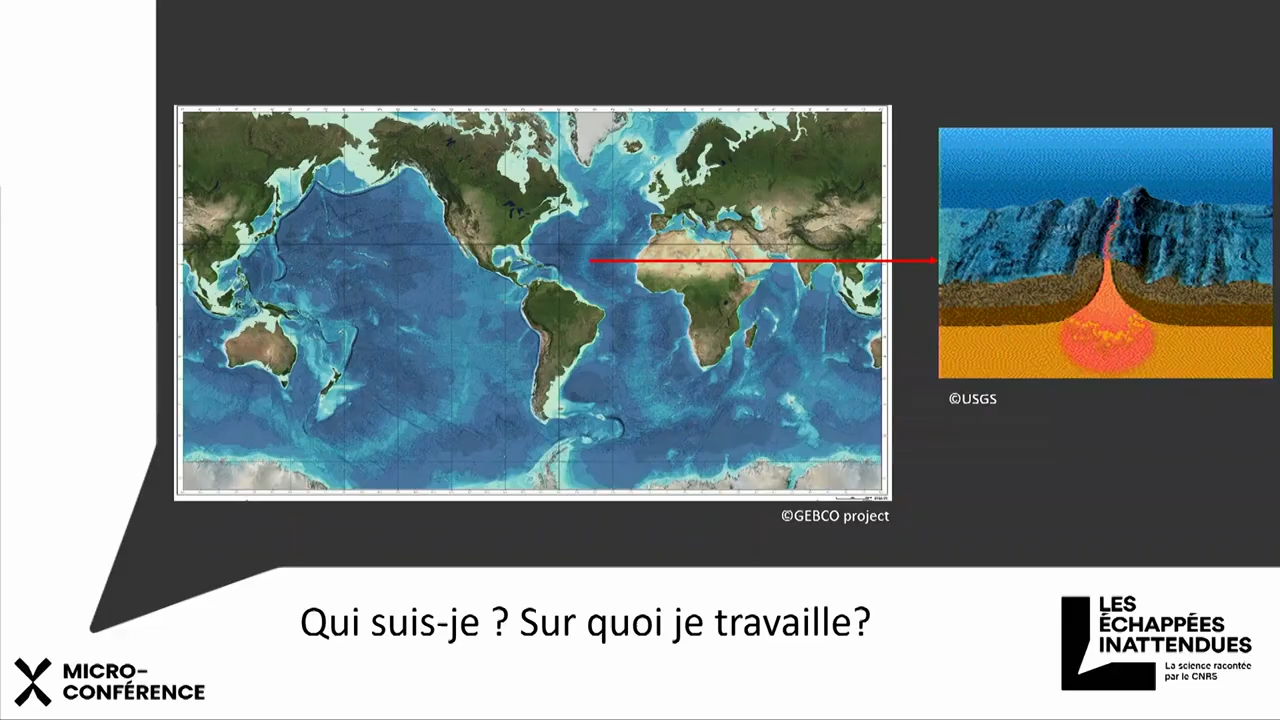 ©USGS
©GEBCO project
Qui suis-je ? Sur quoi je travaille?
MICRO-
CONFÉRENCE
LES
ÉCHAPPÉES
INATTENDUES
La science racontée
par le CNRS